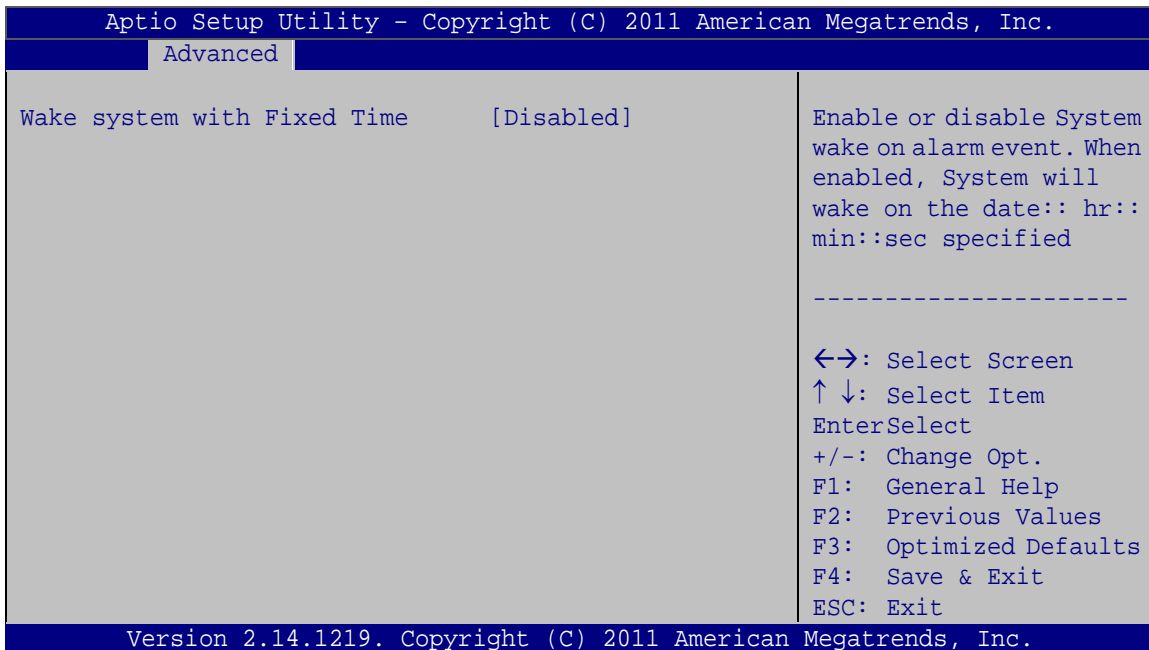 Aptio Setup Utility – Copyright (C) 2011 American Megatrends, Inc.
Advanced
Wake system with Fixed Time [Disabled]
Enable or disable System
wake on alarm event. When
enabled, System will
wake on the date:: hr::
min::sec specified
----------------------
←→: Select Screen
↑ ↓: Select Item
EnterSelect
+/-: Change Opt.
F1: General Help
F2: Previous Values
F3: Optimized Defaults
F4: Save & Exit
ESC: Exit
Version 2.14.1219. Copyright (C) 2011 American Megatrends, Inc.